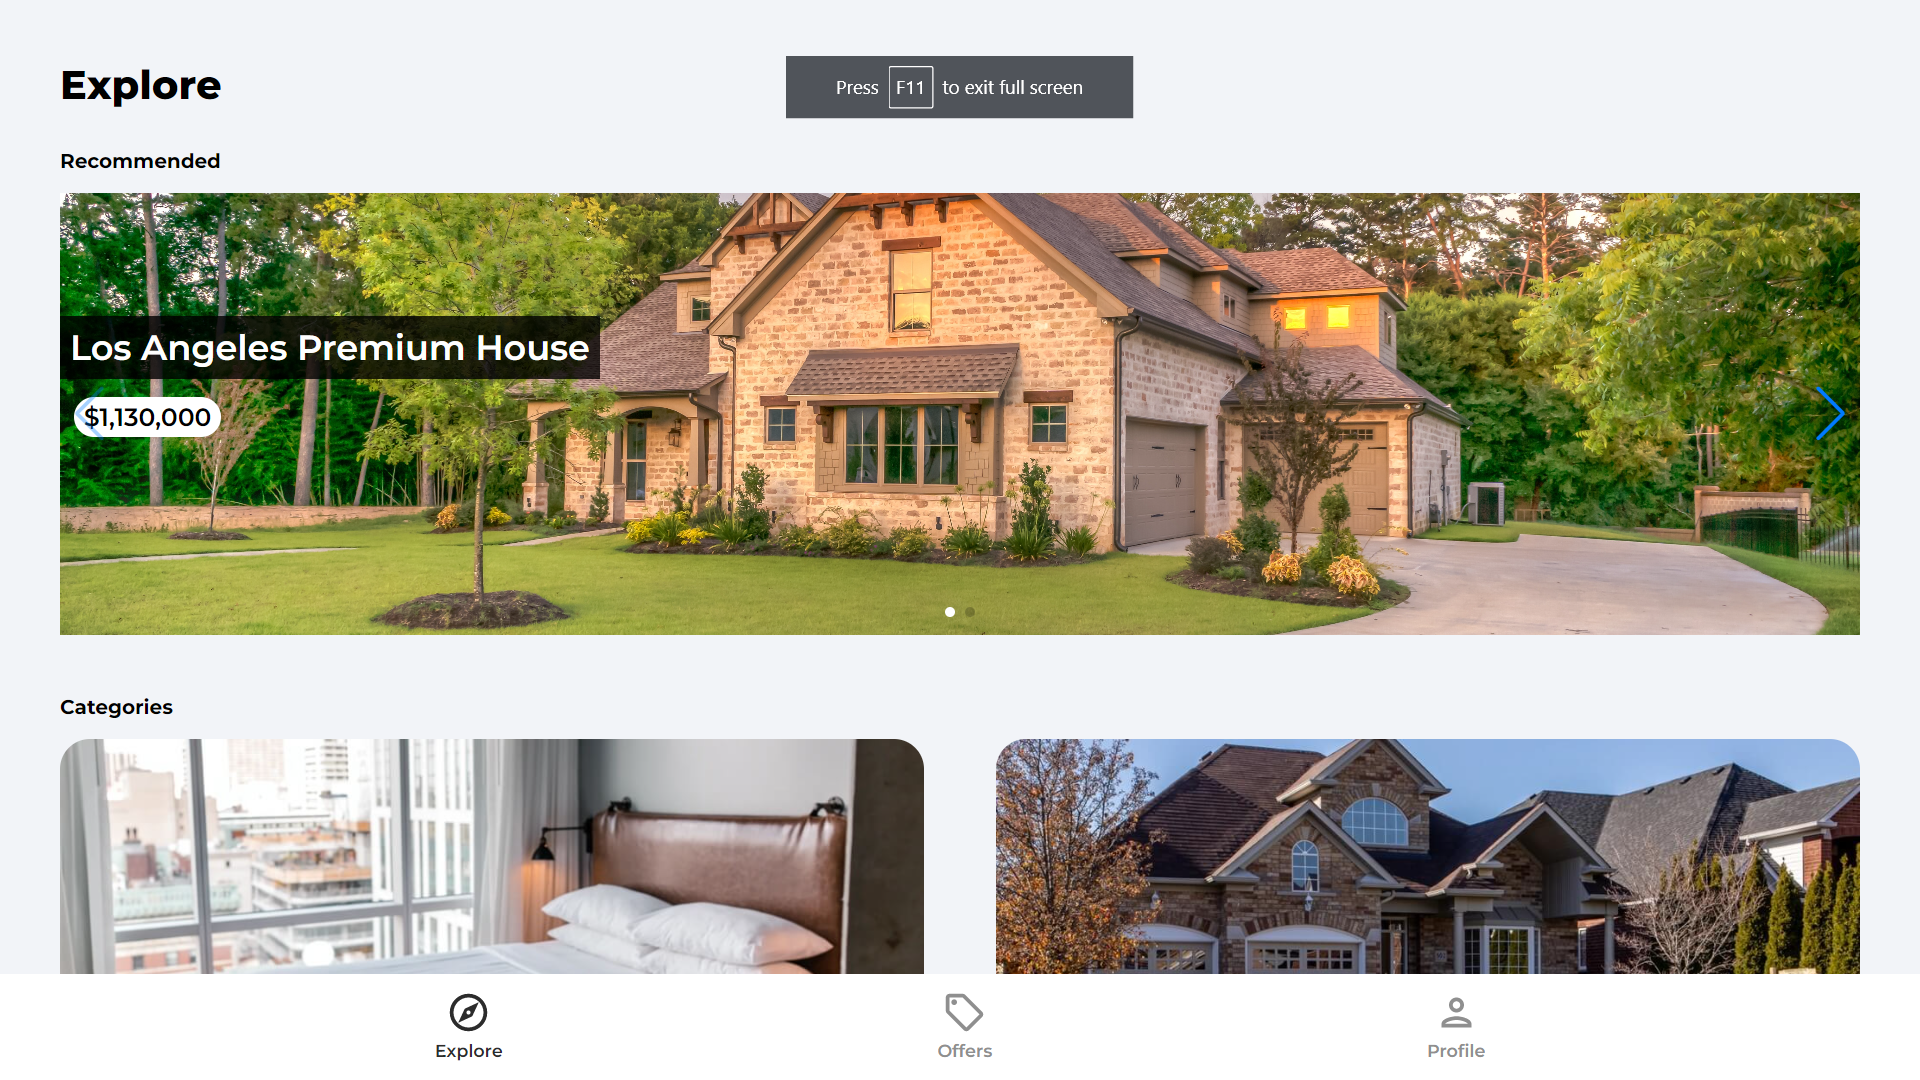 Explore
Press F11 to exit full screen
Recommended
Los Angeles Premium House
$1,130,000
Categories
Explore
Offers
Profile